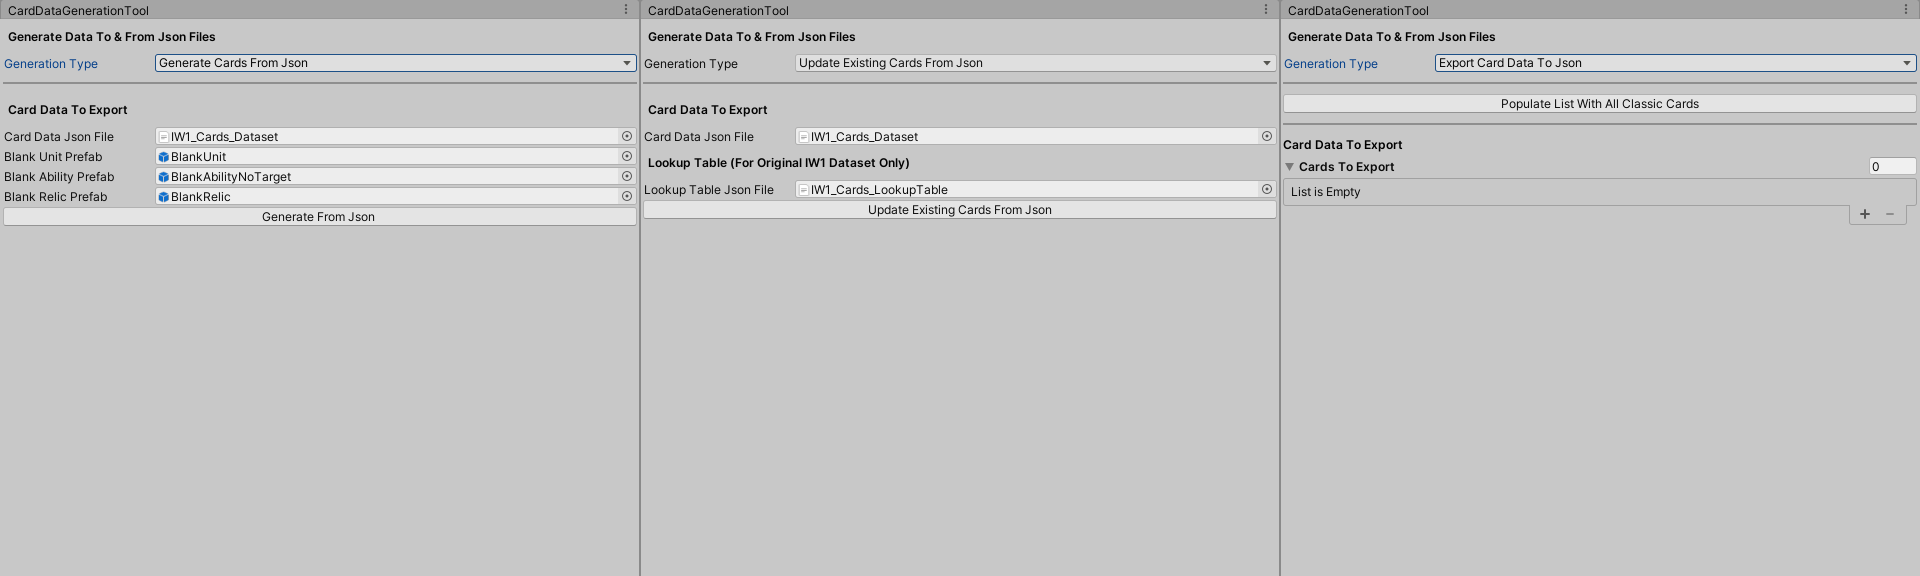 CardDataGenerationTool
Generate Data To & From Json Files
Generation Type Generate Cards From Json
Card Data To Export
Card Data Json File IW1_Cards_Dataset
Blank Unit Prefab BlankUnit
Blank Ability Prefab BlankAbilityNoTarget
Blank Relic Prefab BlankRelic
Generate From Json
CardDataGenerationTool
Generate Data To & From Json Files
Generation Type Update Existing Cards From Json
Card Data To Export
Card Data Json File IW1_Cards_Dataset
Lookup Table (For Original IW1 Dataset Only)
Lookup Table Json File IW1_Cards_LookupTable
Update Existing Cards From Json
CardDataGenerationTool
Generate Data To & From Json Files
Generation Type Export Card Data To Json
Populate List With All Classic Cards
Card Data To Export
Cards To Export 0
List is Empty